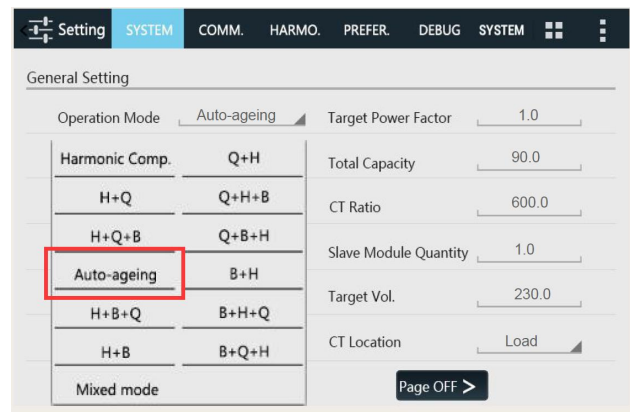 Setting SYSTEM COMM. HARMO. PREFER. DEBUG SYSTEM
General Setting
Operation Mode Auto-ageing Target Power Factor 1.0
Harmonic Comp. Q+H Total Capacity 90.0
H+Q Q+H+B CT Ratio 600.0
H+Q+B Q+B+H
Slave Module Quantity 1.0
Auto-ageing B+H
Target Vol. 230.0
H+B+Q B+H+Q
CT Location Load
H+B B+Q+H
Mixed mode Page OFF >